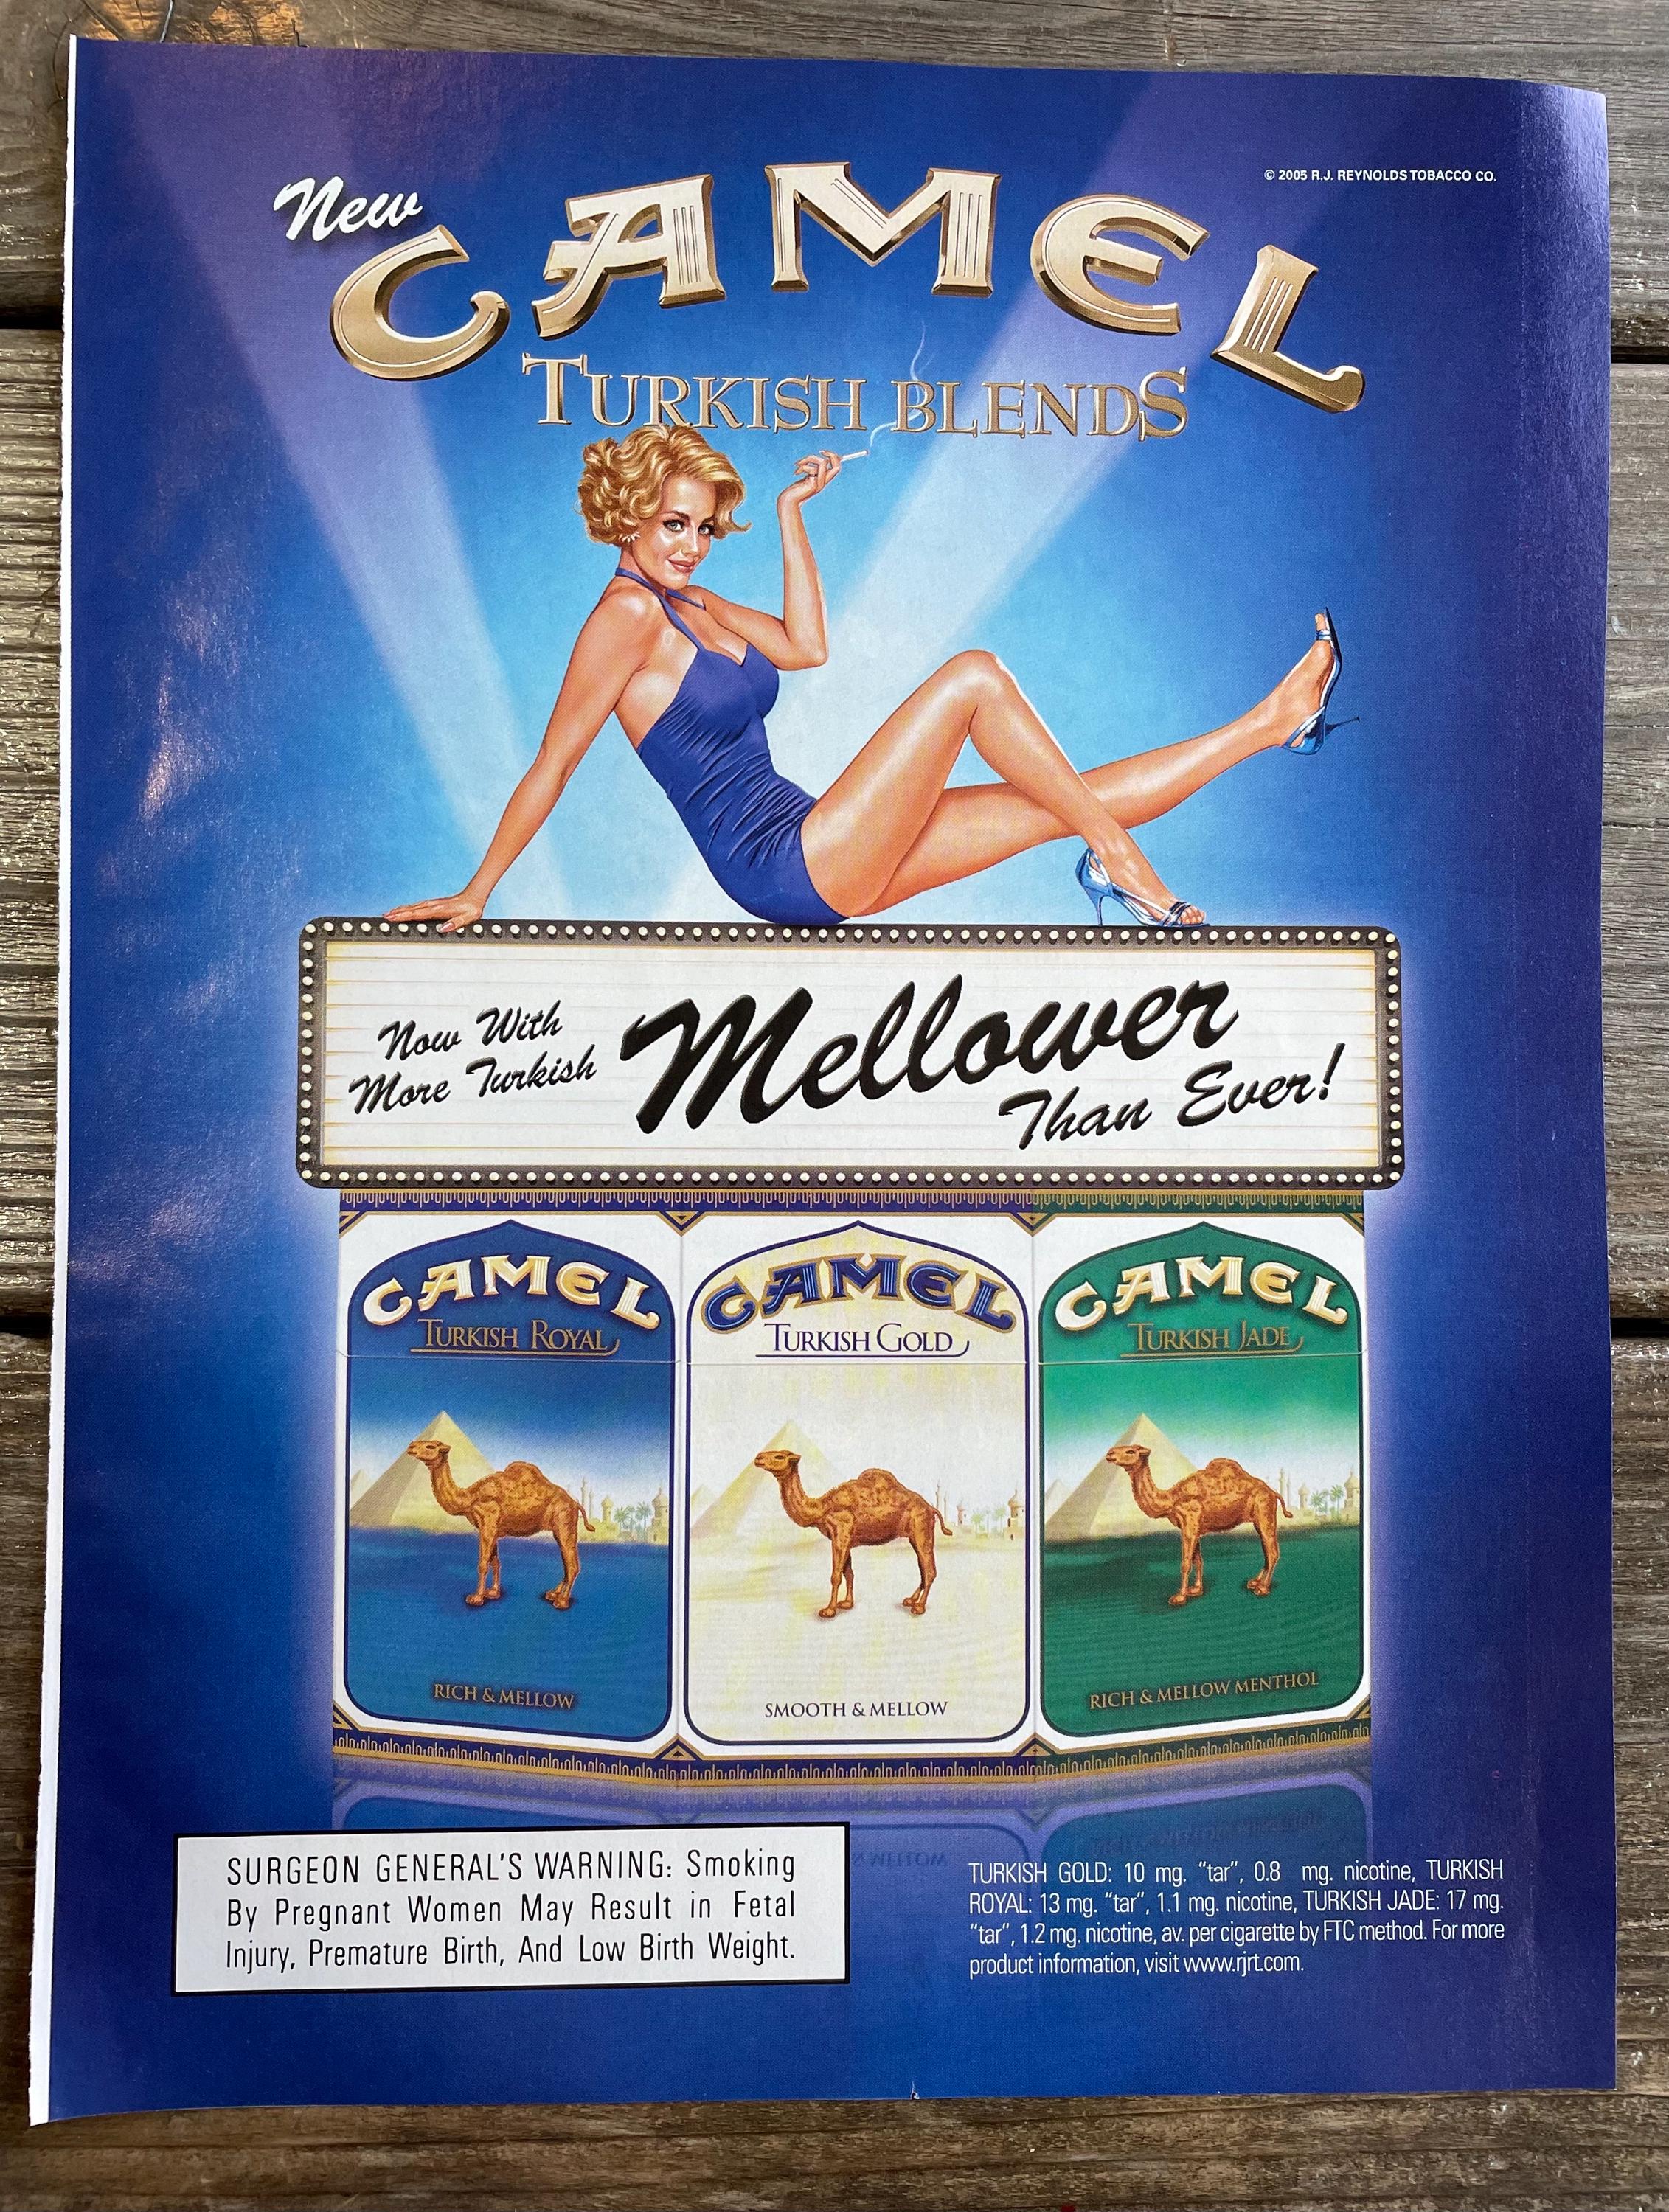 New
© 2005 R.J. REYNOLDS TOBACCO CO.
CAMEL
TURKISH BLENDS
Now With
More Turkish
Mellower
Than Ever!
CAMEL
TURKISH ROYAL
RICH & MELLOW
CAMEL
TURKISH GOLD
SMOOTH & MELLOW
CAMEL
TURKISH JADE
RICH & MELLOW MENTHOL
SURGEON GENERAL'S WARNING: Smoking
By Pregnant Women May Result in Fetal
Injury, Premature Birth, And Low Birth Weight.
TURKISH GOLD: 10 mg. “tar”, 0.8 mg. nicotine, TURKISH
ROYAL: 13 mg. “tar”, 1.1 mg. nicotine, TURKISH JADE: 17 mg.
“tar”, 1.2 mg. nicotine, av. per cigarette by FTC method. For more
product information, visit www.rjrt.com.